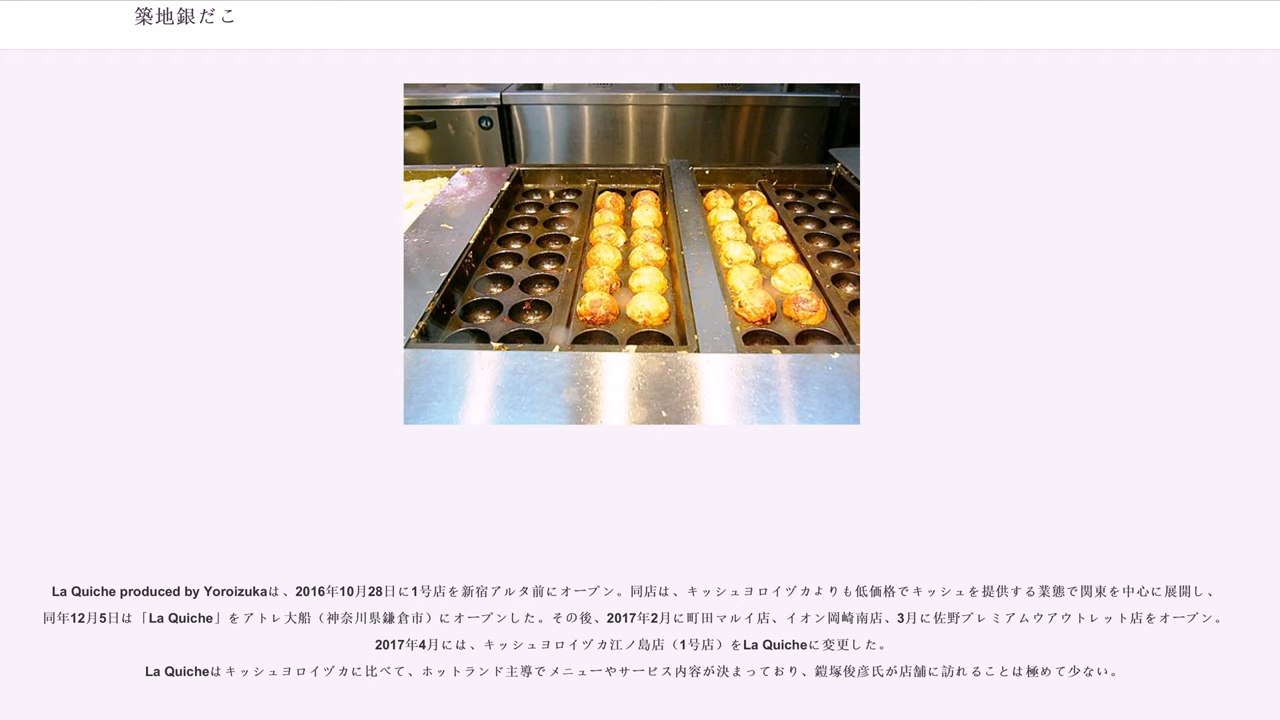 築地銀だこ
La Quiche produced by Yoroizukaは、2016年10月28日に1号店を新宿アルタ前にオープン。同店は、キッシュヨロイヅカよりも低価格でキッシュを提供する業態で関東を中心に展開し、
同年12月5日は「La Quiche」をアトレ大船（神奈川県鎌倉市）にオープンした。その後、2017年2月に町田マルイ店、イオン岡崎南店、3月に佐野プレミアムウアウトレット店をオープン。
2017年4月には、キッシュヨロイヅカ江ノ島店（1号店）をLa Quicheに変更した。
La Quicheはキッシュヨロイヅカに比べて、ホットランド主導でメニューやサービス内容が決まっており、鎧塚俊彦氏が店舗に訪れることは極めて少ない。